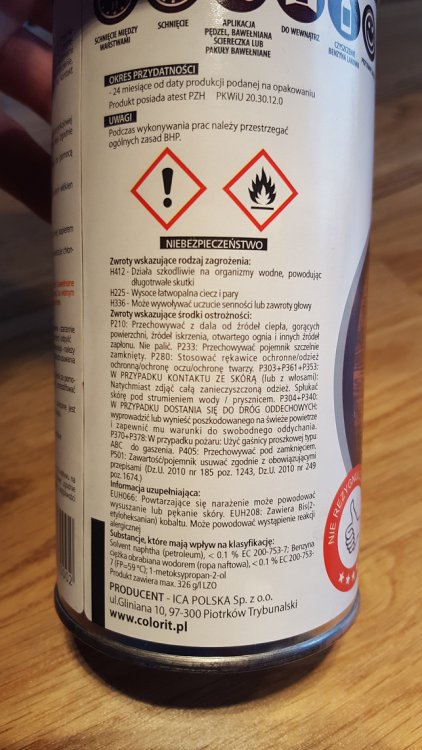 SCHNIĘCIE MIĘDZY
WARSTWAMI
SCHNIĘCIE
APLIKACJA
PĘDZEL, BAWEŁNIANA
ŚCIERECZKA LUB
PAKUŁY BAWEŁNIANE
DO WEWNĄTRZ
CZYSZCZENIE
BENZYNA LAKOWA
OKRES PRZYDATNOŚCI
- 24 miesiące od daty produkcji podanej na opakowaniu
Produkt posiada atest PZH PKWiU 20.30.12.0
UWAGI
Podczas wykonywania prac należy przestrzegać
ogólnych zasad BHP.
NIEBEZPIECZEŃSTWO
Zwroty wskazujące rodzaj zagrożenia:
H412 - Działa szkodliwie na organizmy wodne, powodując
długotrwałe skutki
H225 - Wysoce łatwopalna ciecz i pary
H336 - Może wywoływać uczucie senności lub zawroty głowy
Zwroty wskazujące środki ostrożności:
P210: Przechowywać z dala od źródeł ciepła, gorących
powierzchni, źródeł iskrzenia, otwartego ognia i innych źródeł
zapłonu. Nie palić. P233: Przechowywać pojemnik szczelnie
zamknięty. P280: Stosować rękawice ochronne/odzież
ochronną/ochronę oczu/ochronę twarzy. P303+P361+P353:
W PRZYPADKU KONTAKTU ZE SKÓRĄ (lub z włosami):
Natychmiast zdjąć całą zanieczyszczoną odzież. Spłukać
skórę pod strumieniem wody / prysznicem. P304+P340:
W PRZYPADKU DOSTANIA SIĘ DO DRÓG ODDECHOWYCH:
wyprowadzić lub wynieść poszkodowanego na świeże powietrze
i zapewnić mu warunki do swobodnego oddychania.
P370+P378: W przypadku pożaru: Użyć gaśnicy proszkowej typu
ABC do gaszenia. P405: Przechowywać pod zamknięciem.
P501: Zawartość/pojemnik usuwać zgodnie z obowiązującymi
przepisami (Dz.U. 2010 nr 185 poz. 1243, Dz.U. 2010 nr 249
poz.1674.)
Informacja uzupełniająca:
EUH066: Powtarzające się narażenie może powodować
wysuszanie lub pękanie skóry. EUH208: Zawiera Bis(2-
etyloheksanian) kobaltu. Może powodować wystąpienie reakcji
alergicznej
Substancje, które mają wpływ na klasyfikację:
Solvent naphtha (petroleum), < 0.1 % EC 200-753-7; Benzyna
ciężka obrabiana wodorem (ropa naftowa), < 0.1 % EC 200-753-
7 (FP=59 °C); 1-metoksypropan-2-ol
Produkt zawiera max. 326 g/l LZO
PRODUCENT - ICA POLSKA Sp. z o.o.
ul.Gliniana 10, 97-300 Piotrków Trybunalski
www.colorit.pl
NIE REZYGNUJ